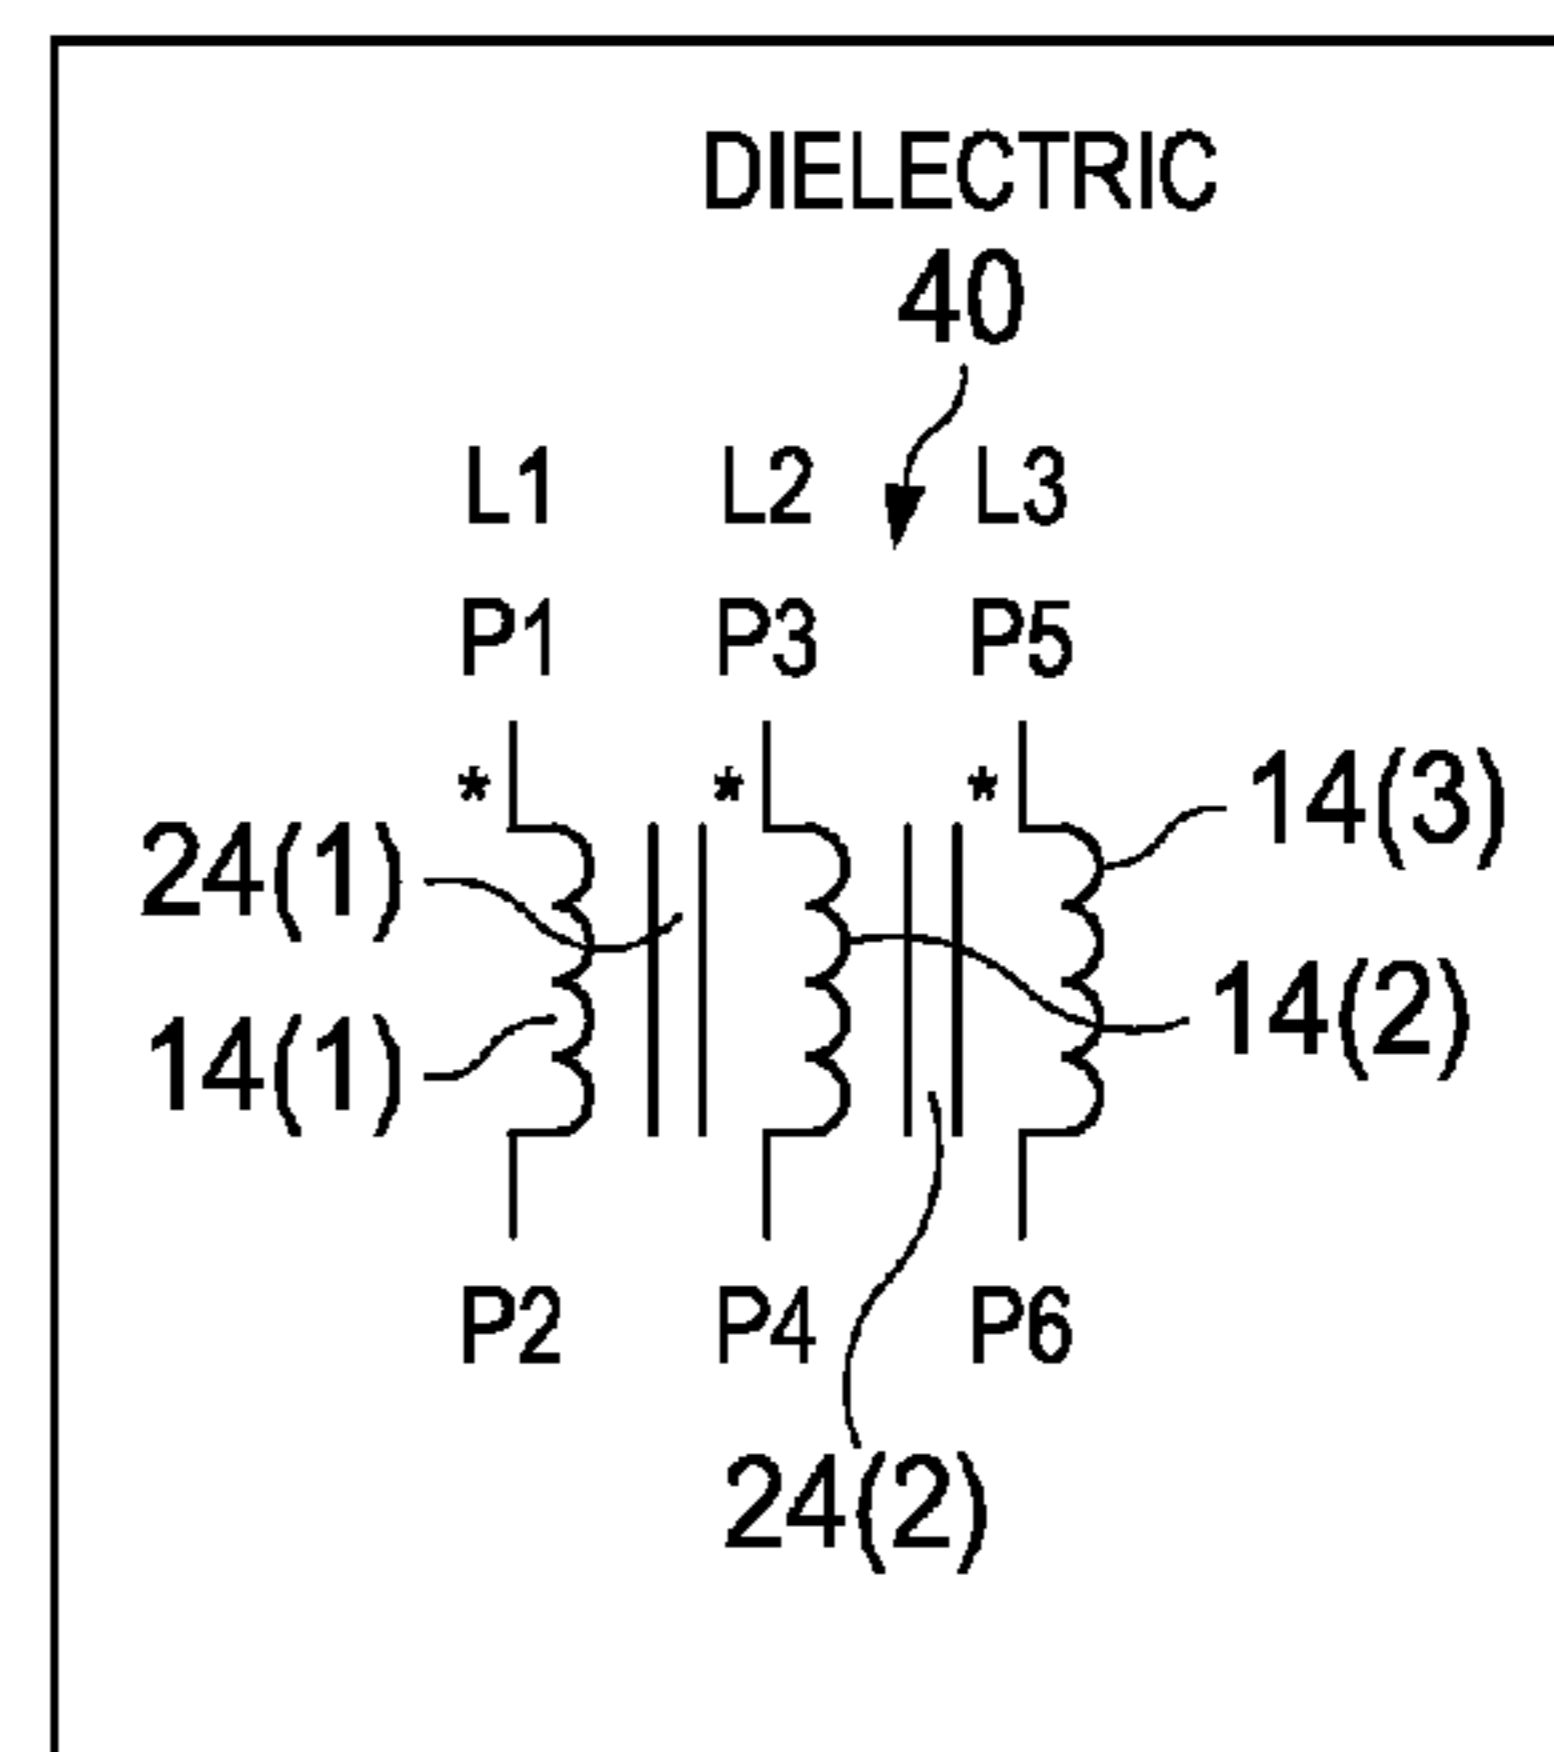 DIELECTRIC
40
L1 L2 L3
P1 P3 P5
* * *
14(3)
24(1)
14(2)
14(1)
P2 P4 P6
24(2)